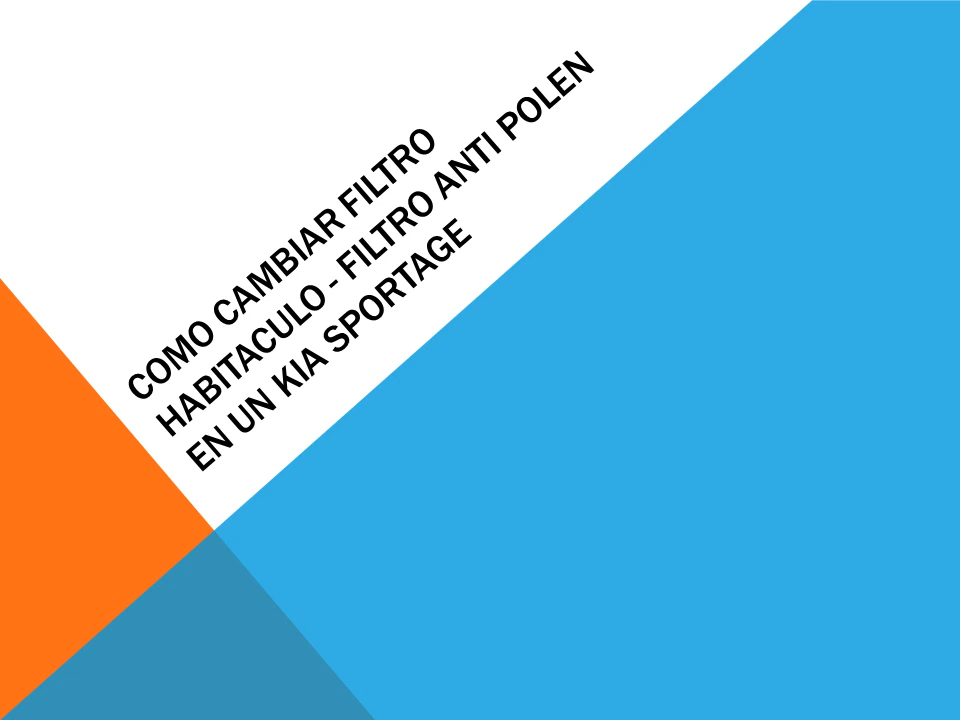 COMO CAMBIAR FILTRO
HABITACULO - FILTRO ANTI POLEN
EN UN KIA SPORTAGE